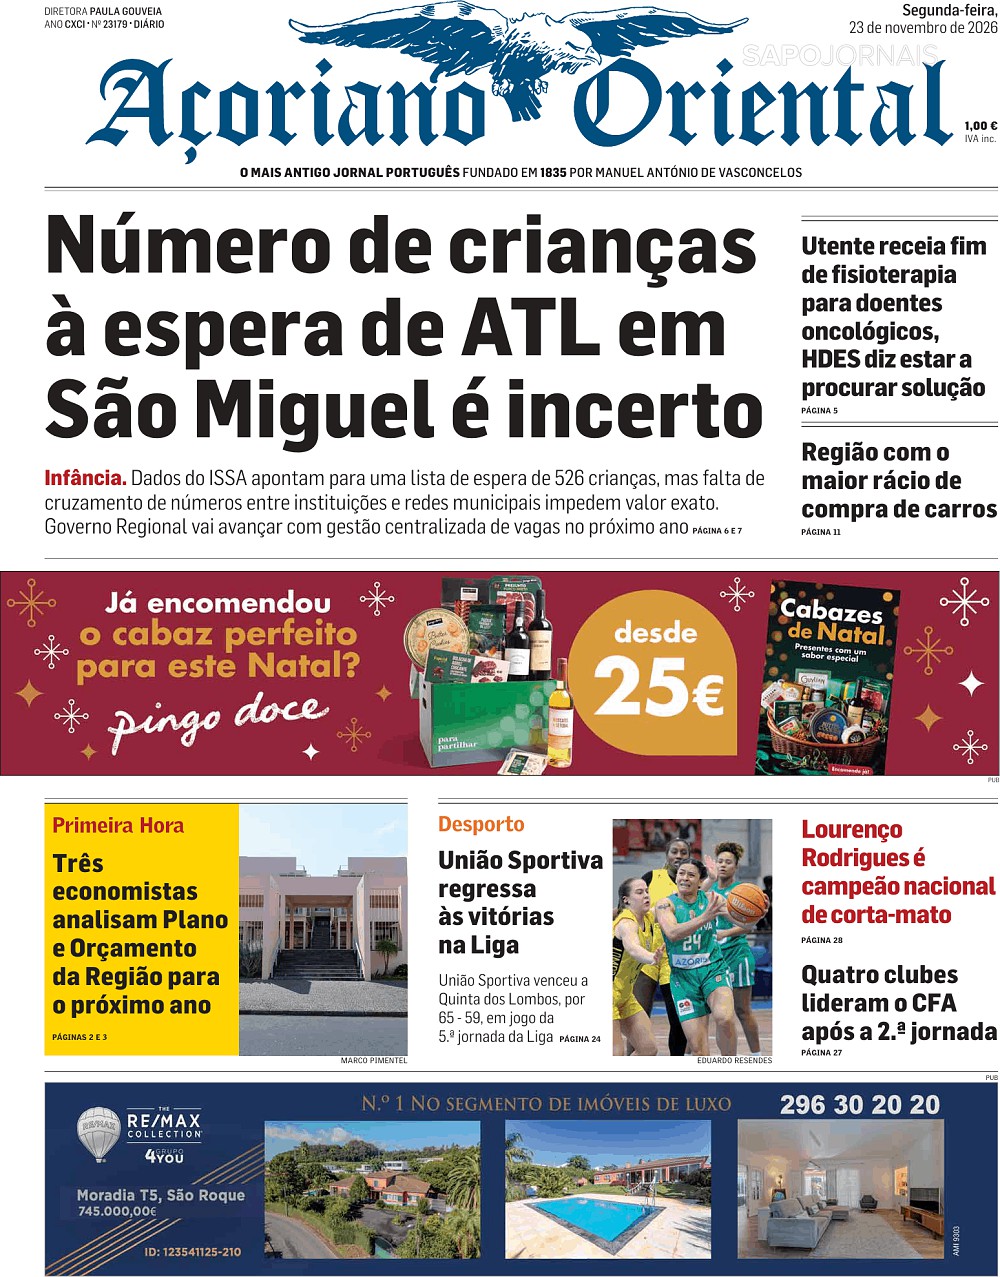 DIRETORA PAULA GOUVEIA
ANO CXCI • Nº 23179 • DIÁRIO
Segunda-feira,
23 de novembro de 2026
SAPOJORNAIS
Açoriano Oriental
1,00 €
IVA inc.
O MAIS ANTIGO JORNAL PORTUGUÊS FUNDADO EM 1835 POR MANUEL ANTÓNIO DE VASCONCELOS
Número de crianças
à espera de ATL em
São Miguel é incerto
Infância. Dados do ISSA apontam para uma lista de espera de 526 crianças, mas falta de
cruzamento de números entre instituições e redes municipais impedem valor exato.
Governo Regional vai avançar com gestão centralizada de vagas no próximo ano PÁGINA 6 E 7
Utente receia fim
de fisioterapia
para doentes
oncológicos,
HDES diz estar a
procurar solução
PÁGINA 5
Região com o
maior rácio de
compra de carros
PÁGINA 11
Já encomendou
o cabaz perfeito
para este Natal?
pingo doce
para
partilhar
desde
25€
Cabazes
de Natal
Presentes com um
sabor especial
Guylian
Encomende já!
PUB
Primeira Hora
Três
economistas
analisam Plano
e Orçamento
da Região para
o próximo ano
PÁGINAS 2 E 3
MARCO PIMENTEL
Desporto
União Sportiva
regressa
às vitórias
na Liga
União Sportiva venceu a
Quinta dos Lombos, por
65 - 59, em jogo da
5.ª jornada da Liga PÁGINA 24
24
AZORIS
EDUARDO RESENDES
Lourenço
Rodrigues é
campeão nacional
de corta-mato
PÁGINA 28
Quatro clubes
lideram o CFA
após a 2.ª jornada
PÁGINA 27
PUB
RE/MAX
THE
RE/MAX
COLLECTION
4YOU GRUPO
N.º 1 NO SEGMENTO DE IMÓVEIS DE LUXO
296 30 20 20
Moradia T5, São Roque
745.000,00€
ID: 123541125-210
AMI 9303